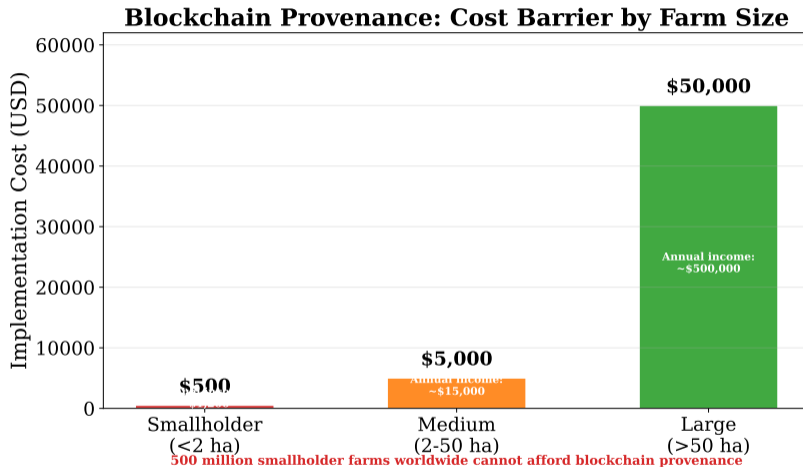 Blockchain Provenance: Cost Barrier by Farm Size
Implementation Cost (USD)
60000
50000
40000
30000
20000
10000
0
$500
$5,000
Annual income:
~$15,000
$50,000
Annual income:
~$500,000
Smallholder
(<2 ha)
Medium
(2-50 ha)
Large
(>50 ha)
500 million smallholder farms worldwide cannot afford blockchain provenance